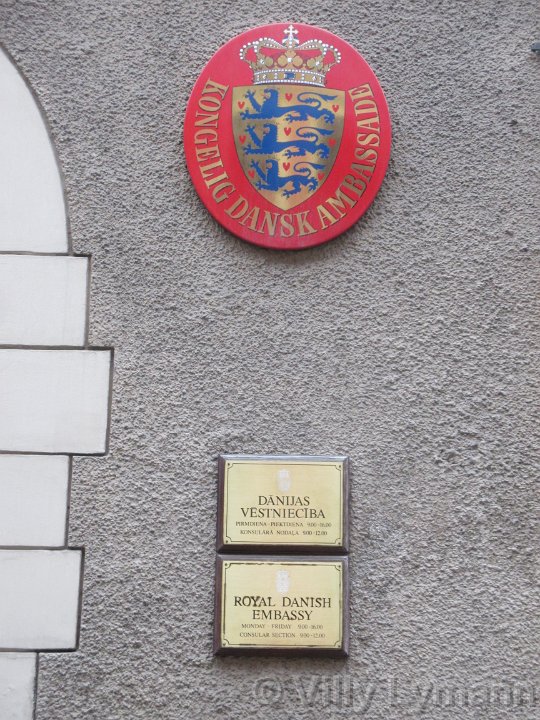 KONGELIG DANSK AMBASSADE
DĀNIJAS
VĒSTNIECĪBA
PIRMDIENA - PIEKTDIENA 9.00 - 16.00
KONSULĀRĀ NODAĻA 9.00 - 12.00
ROYAL DANISH
EMBASSY
MONDAY - FRIDAY 9.00 - 16.00
CONSULAR SECTION - 9.00 - 12.00
© Villy Lymann